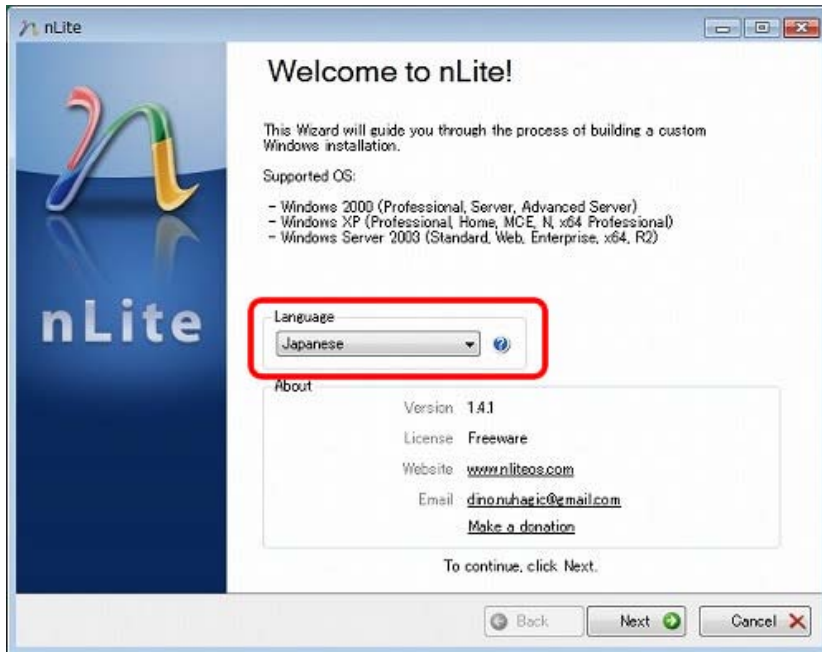 nLite
Welcome to nLite!
This Wizard will guide you through the process of building a custom
Windows installation.
Supported OS:
- Windows 2000 (Professional, Server, Advanced Server)
- Windows XP (Professional, Home, MCE, N, x64 Professional)
- Windows Server 2003 (Standard, Web, Enterprise, x64, R2)
nLite
Language
Japanese
About
Version 1.4.1
License Freeware
Website www.nliteos.com
Email dino.nuhagic@gmail.com
Make a donation
To continue, click Next.
Back Next Cancel